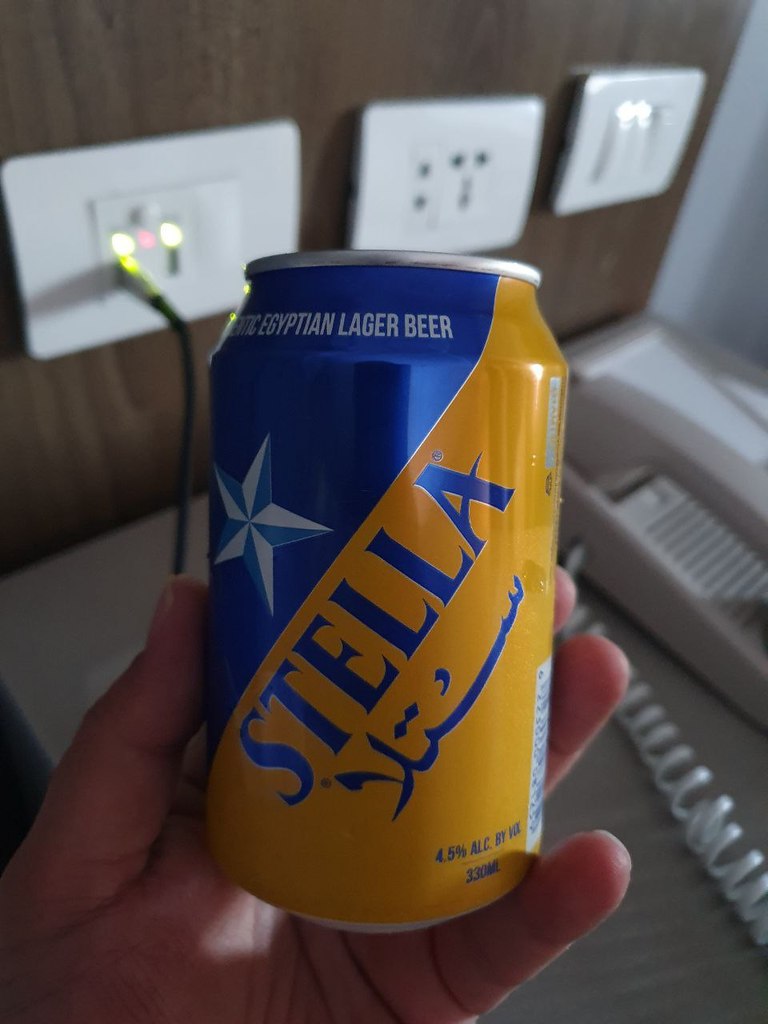 EGYPTIAN LAGER BEER
STELLA
ستلا
4.5% ALC. BY VOL
330ML